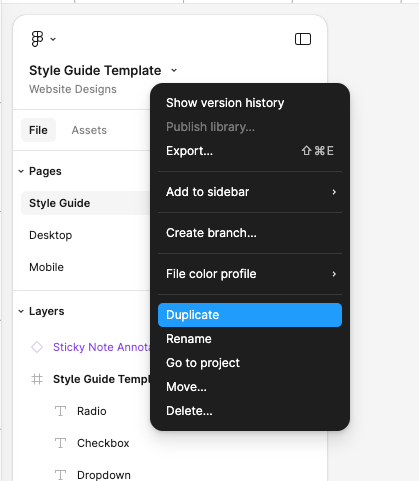 Style Guide Template
Website Designs
File Assets
Pages
Style Guide
Desktop
Mobile
Layers
Sticky Note Annota
Style Guide Templ
Radio
Checkbox
Dropdown
Show version history
Publish library...
Export... ⇧⌘E
Add to sidebar
Create branch...
File color profile
Duplicate
Rename
Go to project
Move...
Delete...